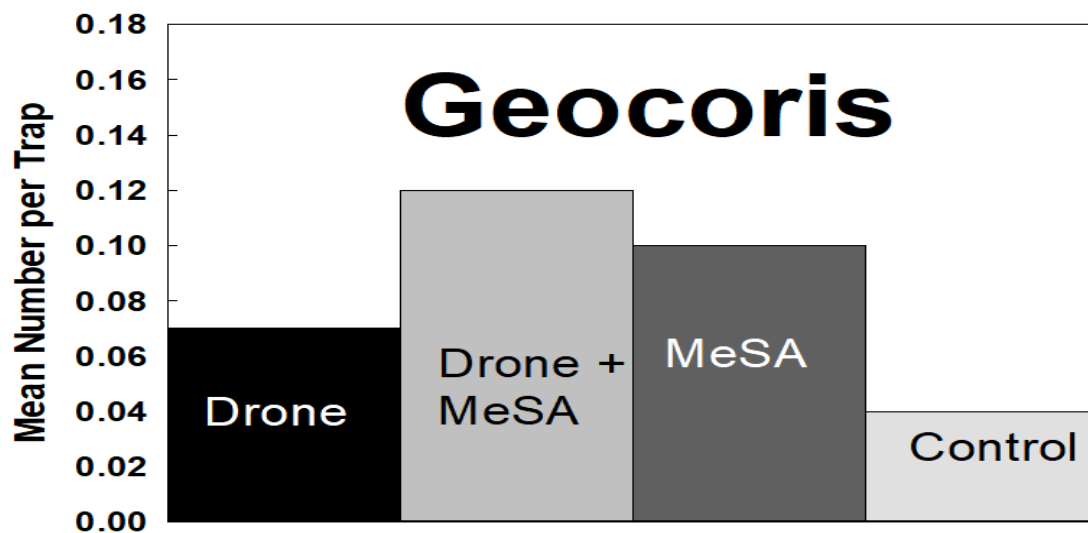 Geocoris
Mean Number per Trap
0.18
0.16
0.14
0.12
0.10
0.08
0.06
0.04
0.02
0.00
Drone
Drone +
MeSA
MeSA
Control